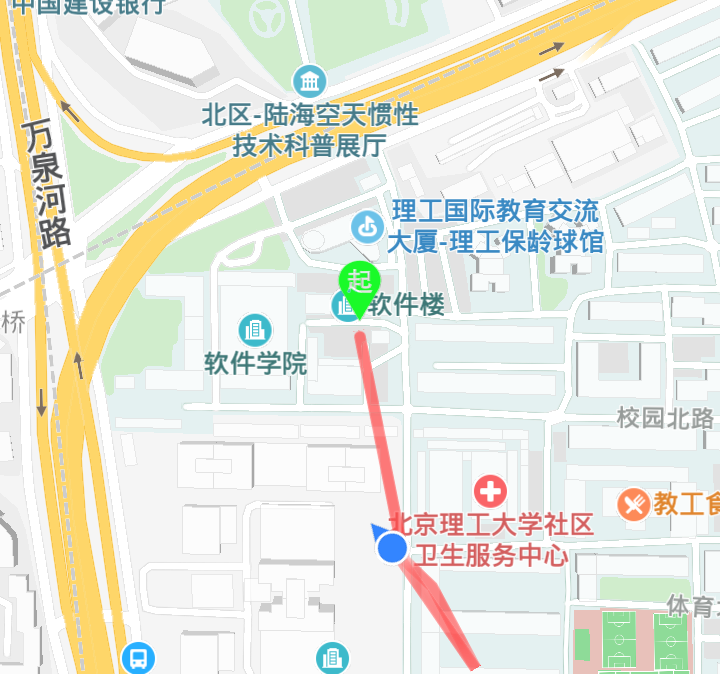 中国建设银行
北区-陆海空天惯性
技术科普展厅
万泉河路
理工国际教育交流
大厦-理工保龄球馆
起
软件楼
桥
软件学院
校园北路
教工食
北京理工大学社区
卫生服务中心
体育